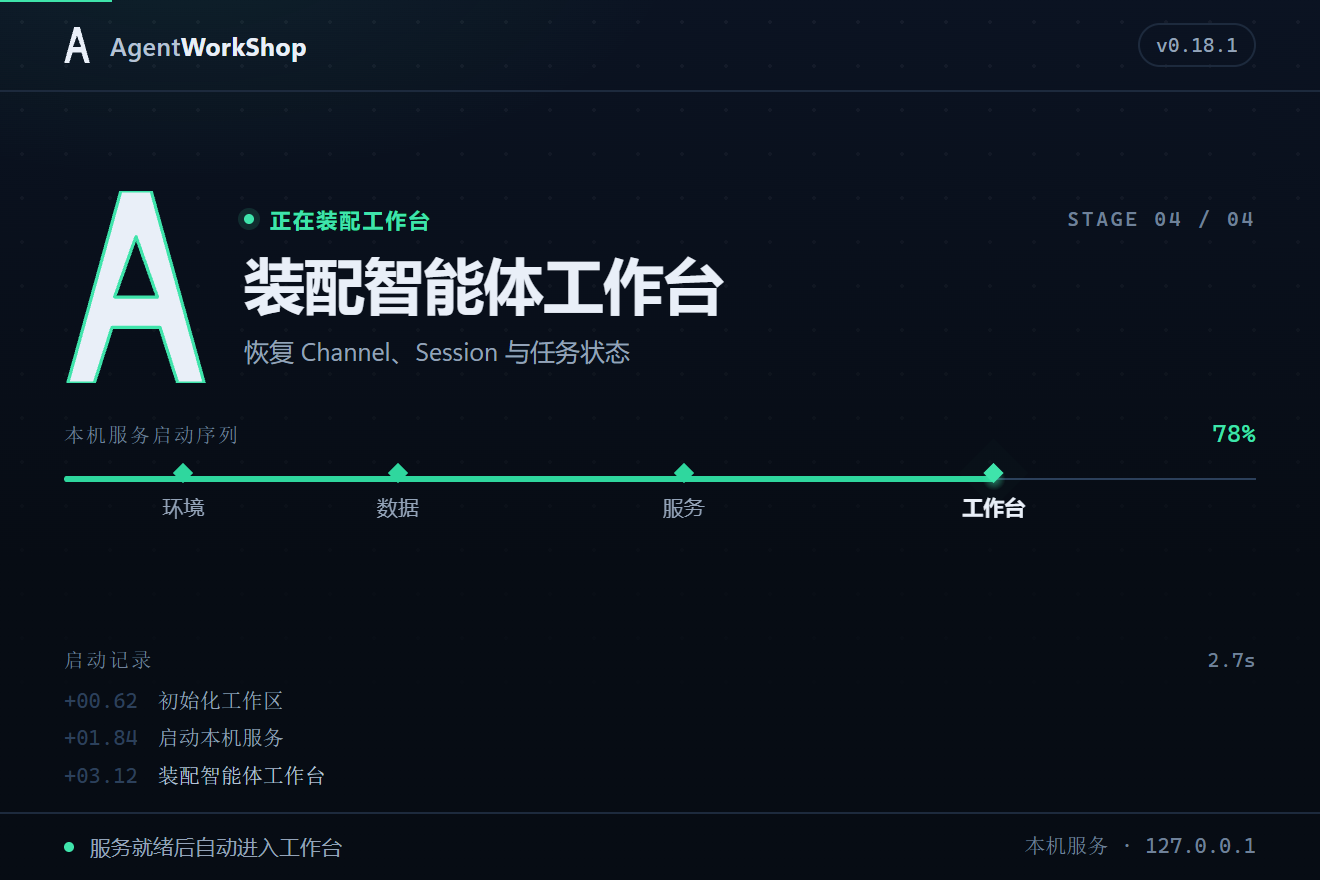 A AgentWorkShop
v0.18.1
A
正在装配工作台
STAGE 04 / 04
装配智能体工作台
恢复 Channel、Session 与任务状态
本机服务启动序列
78%
环境
数据
服务
工作台
启动记录
2.7s
+00.62 初始化工作区
+01.84 启动本机服务
+03.12 装配智能体工作台
服务就绪后自动进入工作台
本机服务 · 127.0.0.1